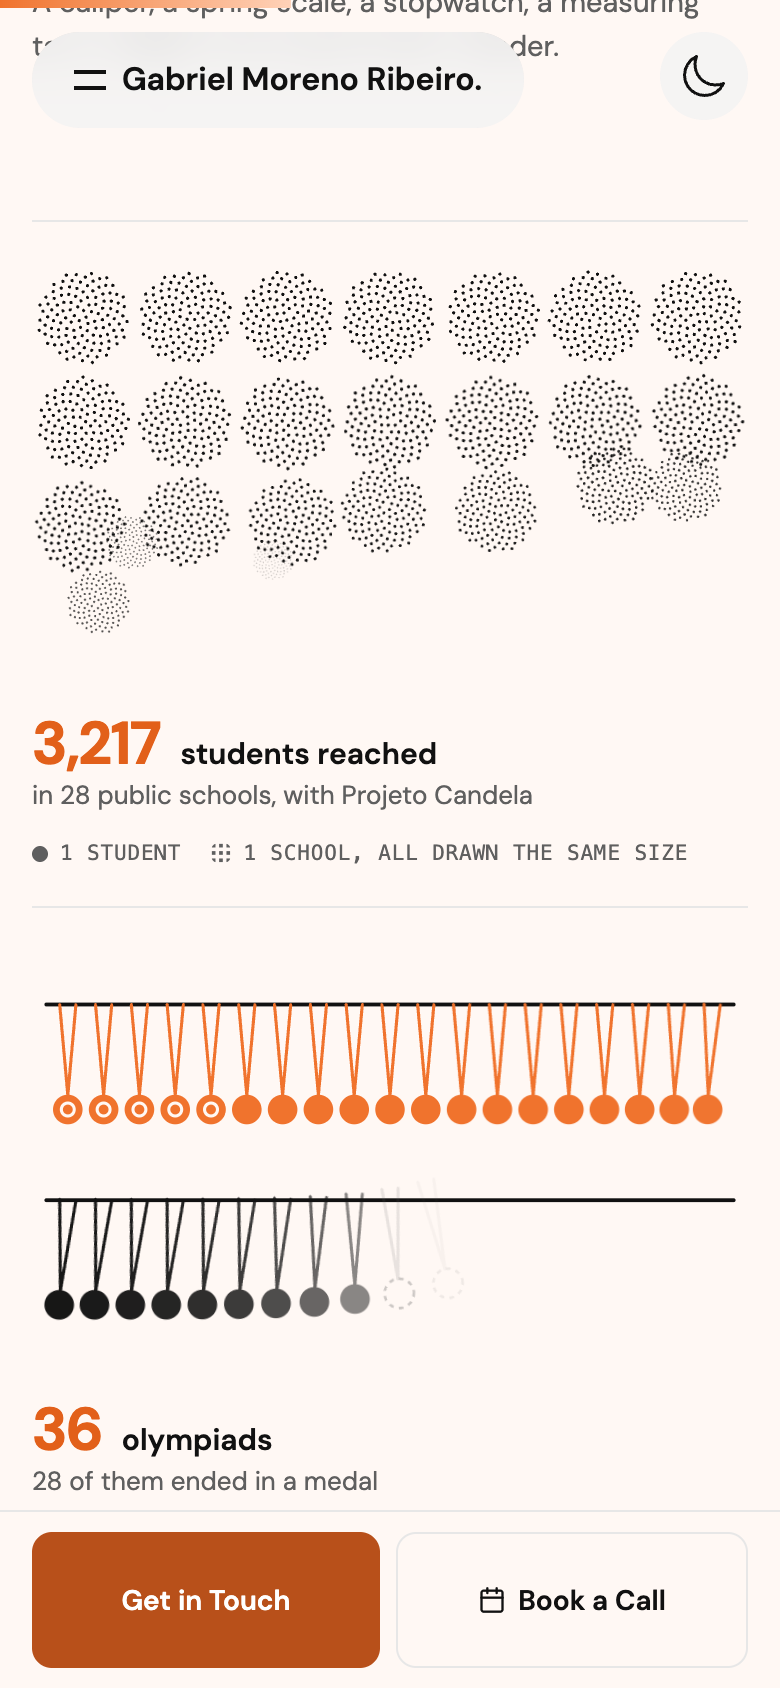 A caliper, a spring scale, a stopwatch, a measuring
der.
Gabriel Moreno Ribeiro.
3,217 students reached
in 28 public schools, with Projeto Candela
1 STUDENT 1 SCHOOL, ALL DRAWN THE SAME SIZE
36 olympiads
28 of them ended in a medal
Get in Touch
Book a Call